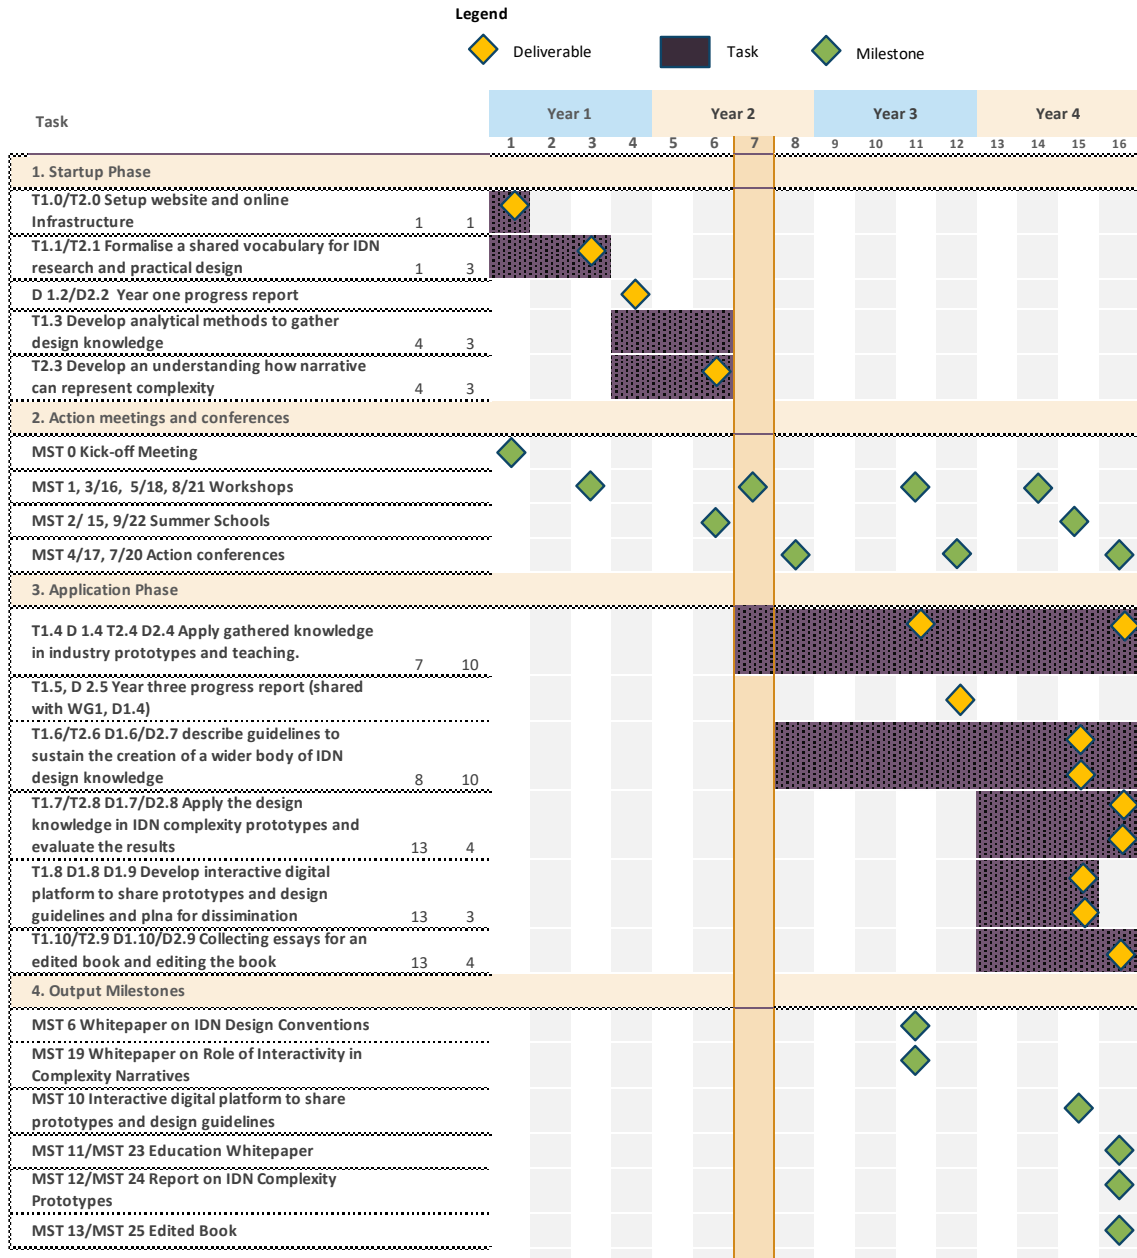 Legend
Deliverable
Task
Milestone
Task
Year 1
Year 2
Year 3
Year 4
1 2 3 4 5 6 7 8 9 10 11 12 13 14 15 16
1. Startup Phase
T1.0/T2.0 Setup website and online
Infrastructure 1 1
T1.1/T2.1 Formalise a shared vocabulary for IDN
research and practical design 1 3
D 1.2/D2.2 Year one progress report
T1.3 Develop analytical methods to gather
design knowledge 4 3
T2.3 Develop an understanding how narrative
can represent complexity 4 3
2. Action meetings and conferences
MST 0 Kick-off Meeting
MST 1, 3/16, 5/18, 8/21 Workshops
MST 2/ 15, 9/22 Summer Schools
MST 4/17, 7/20 Action conferences
3. Application Phase
T1.4 D 1.4 T2.4 D2.4 Apply gathered knowledge
in industry prototypes and teaching. 7 10
T1.5, D 2.5 Year three progress report (shared
with WG1, D1.4)
T1.6/T2.6 D1.6/D2.7 describe guidelines to
sustain the creation of a wider body of IDN
design knowledge 8 10
T1.7/T2.8 D1.7/D2.8 Apply the design
knowledge in IDN complexity prototypes and
evaluate the results 13 4
T1.8 D1.8 D1.9 Develop interactive digital
platform to share prototypes and design
guidelines and plna for dissimination 13 3
T1.10/T2.9 D1.10/D2.9 Collecting essays for an
edited book and editing the book 13 4
4. Output Milestones
MST 6 Whitepaper on IDN Design Conventions
MST 19 Whitepaper on Role of Interactivity in
Complexity Narratives
MST 10 Interactive digital platform to share
prototypes and design guidelines
MST 11/MST 23 Education Whitepaper
MST 12/MST 24 Report on IDN Complexity
Prototypes
MST 13/MST 25 Edited Book